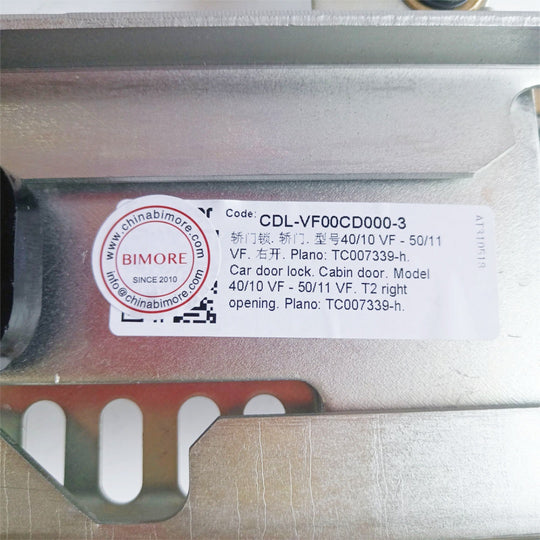 Code: CDL-VF00CD000-3
轿门锁. 轿门. 型号40/10 VF - 50/11
VF. 右开. Plano: TC007339-h.
Car door lock. Cabin door. Model
40/10 VF - 50/11 VF. T2 right
opening. Plano: TC007339-h.
www.chinabimore.com
BIMORE
SINCE 2010
info@chinabimore.com